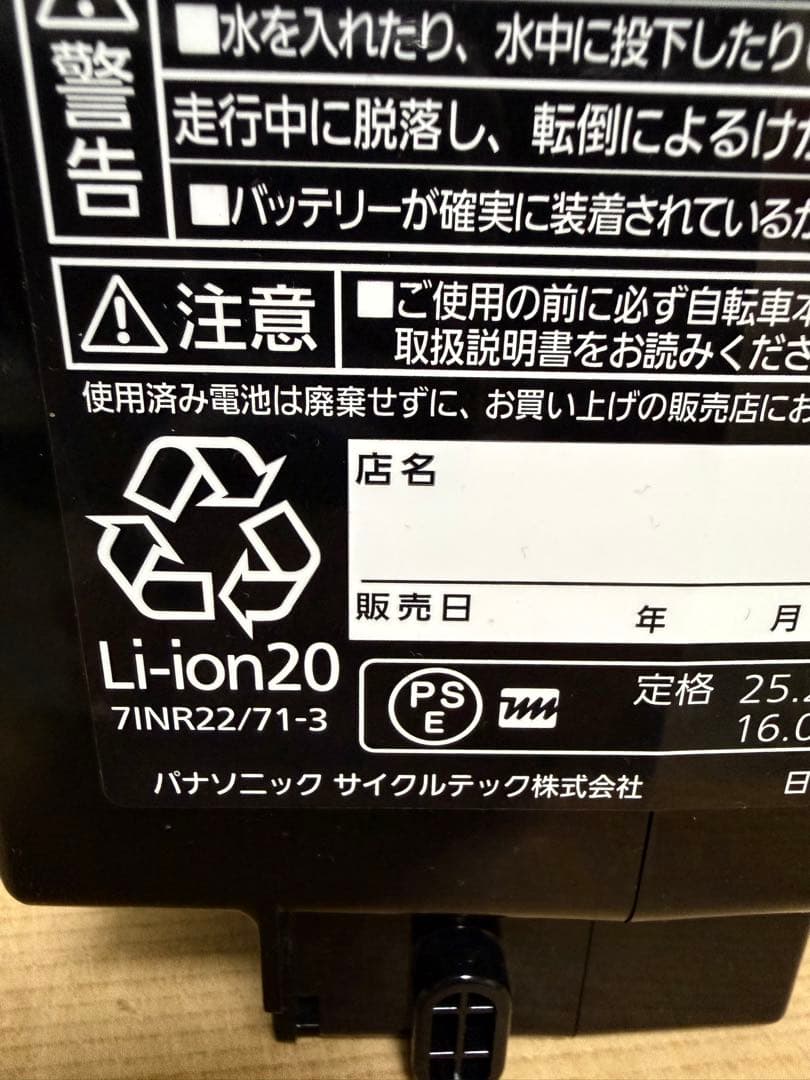 警告
■水を入れたり、水中に投下したり
走行中に脱落し、転倒によるけが
■バッテリーが確実に装着されているか
注意
■ご使用の前に必ず自転車本
取扱説明書をお読みくださ
使用済み電池は廃棄せずに、お買い上げの販売店にお
店名
販売日 年 月
Li-ion20
7INR22/71-3
PS
E
定格 25.
16.0
パナソニック サイクルテック株式会社 日